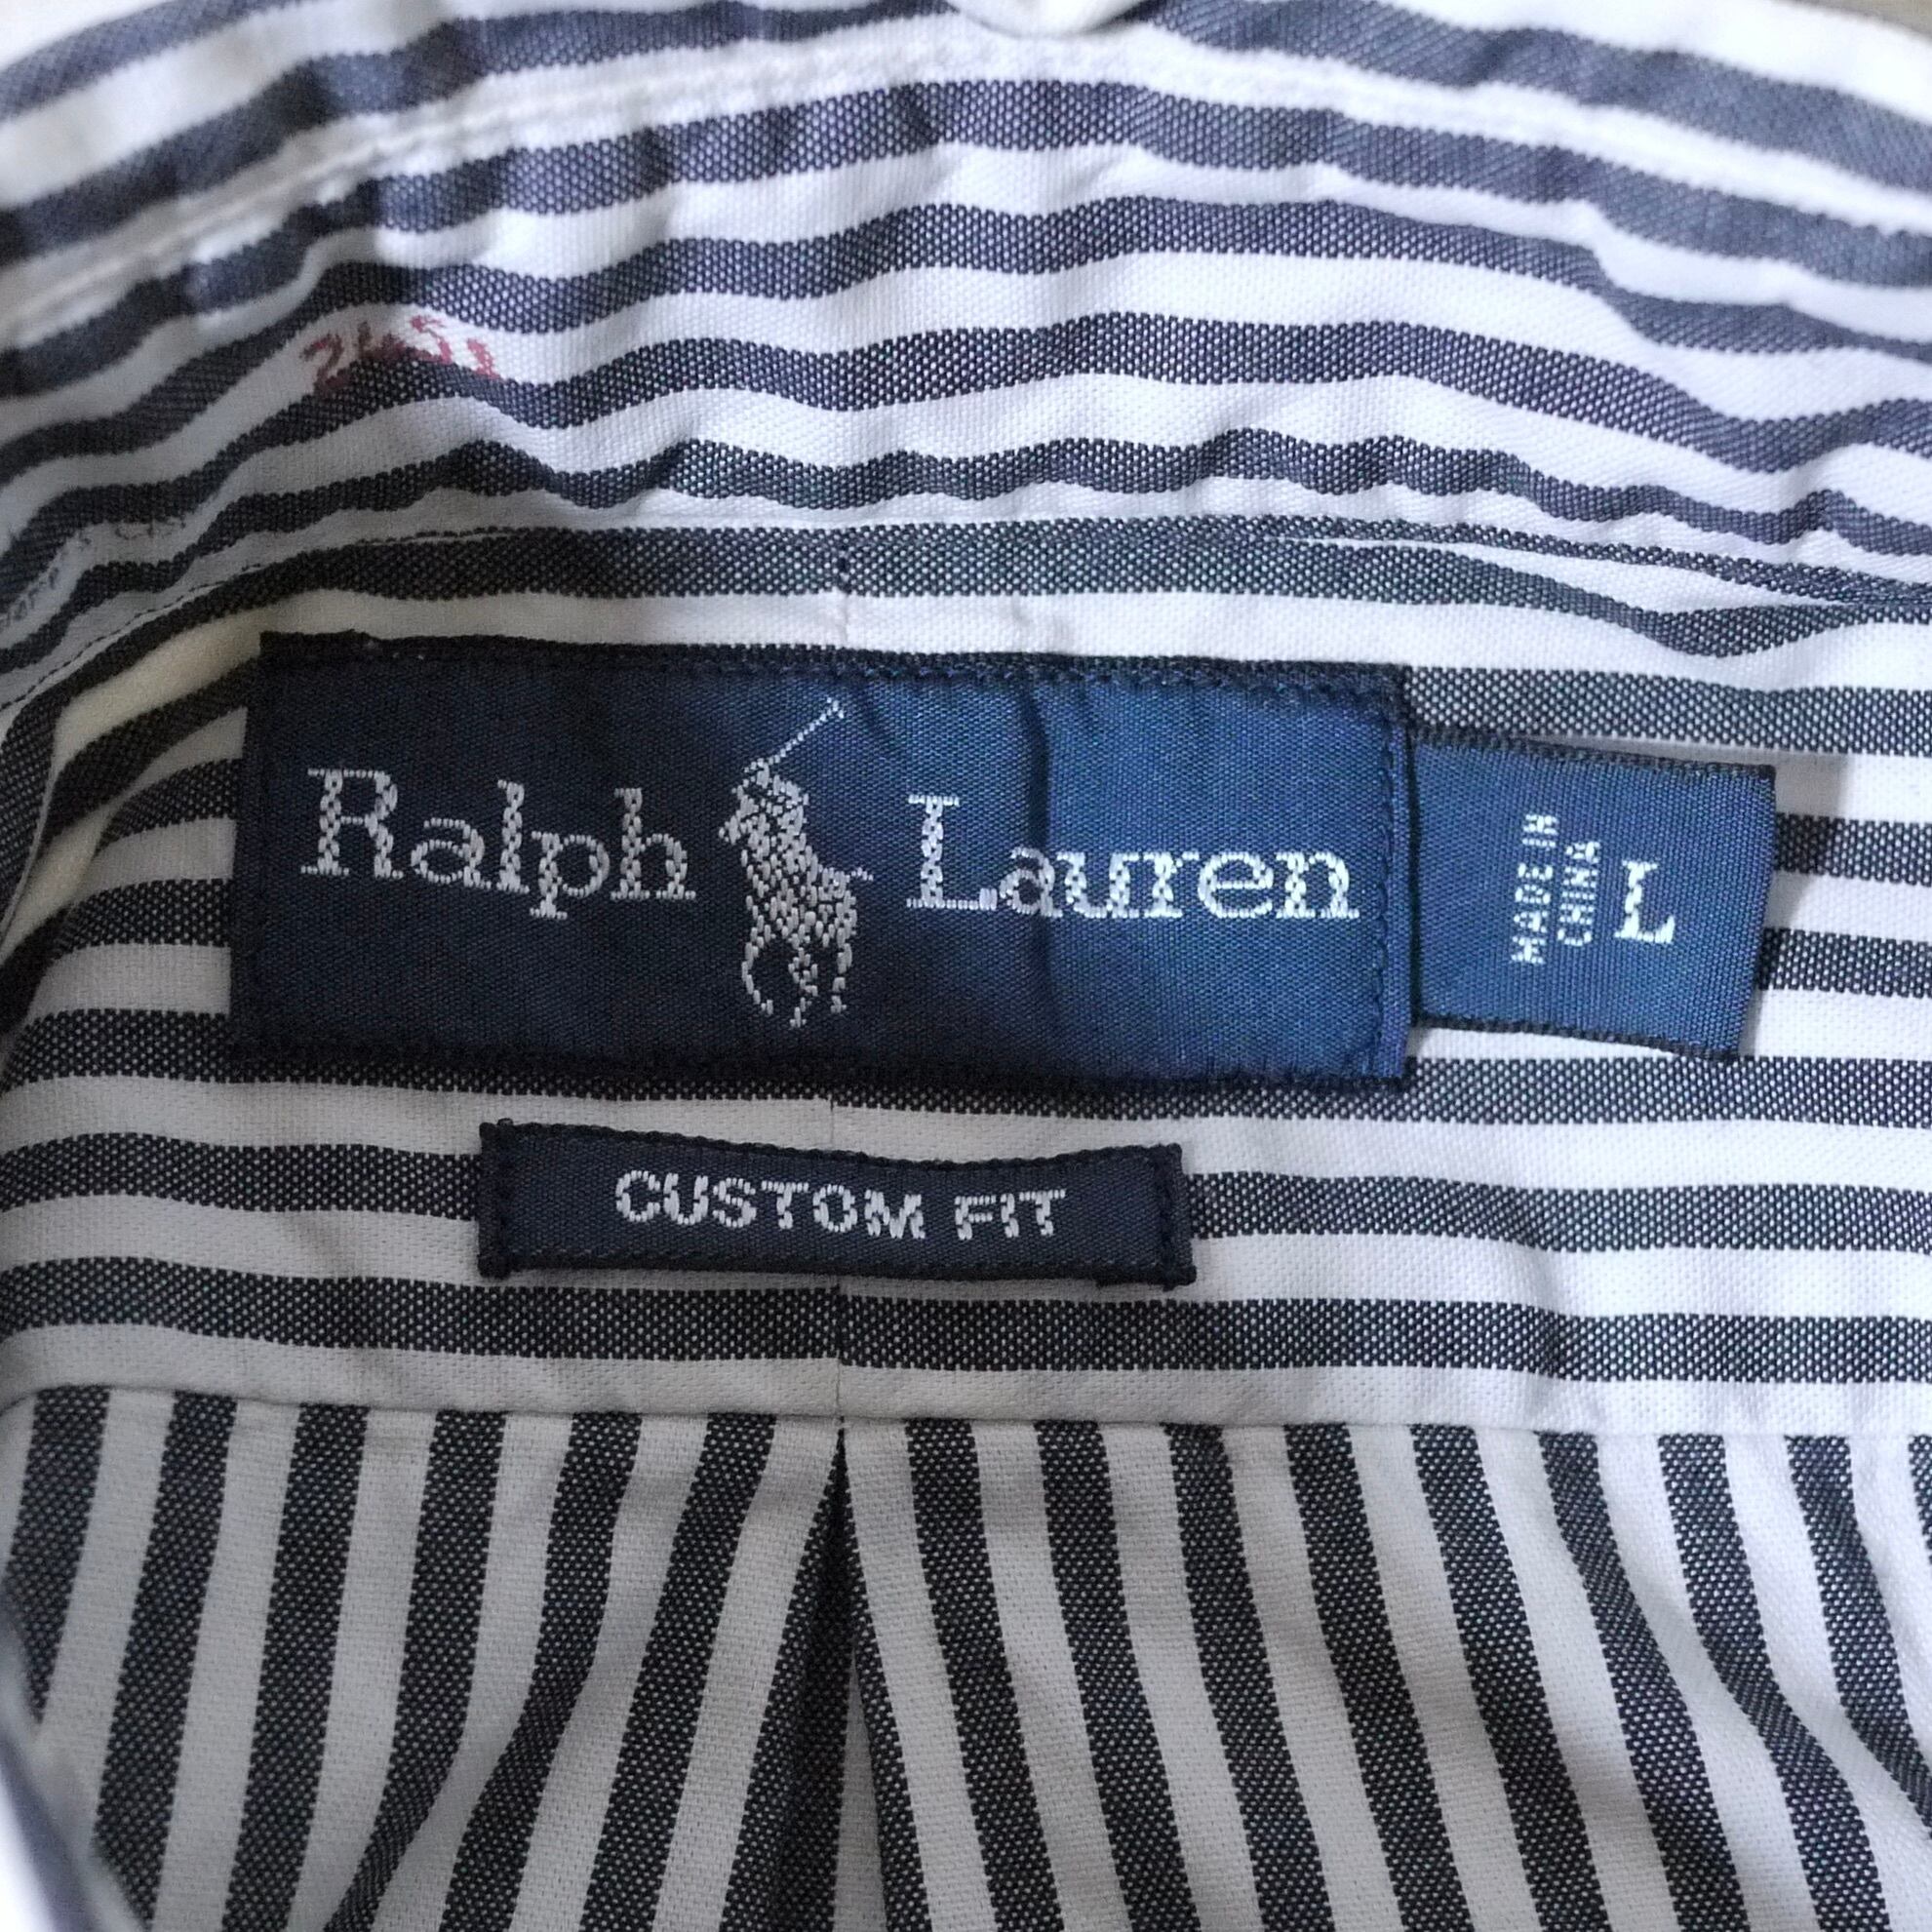 Ralph Lauren
MADE IN
CHINA
L
CUSTOM FIT